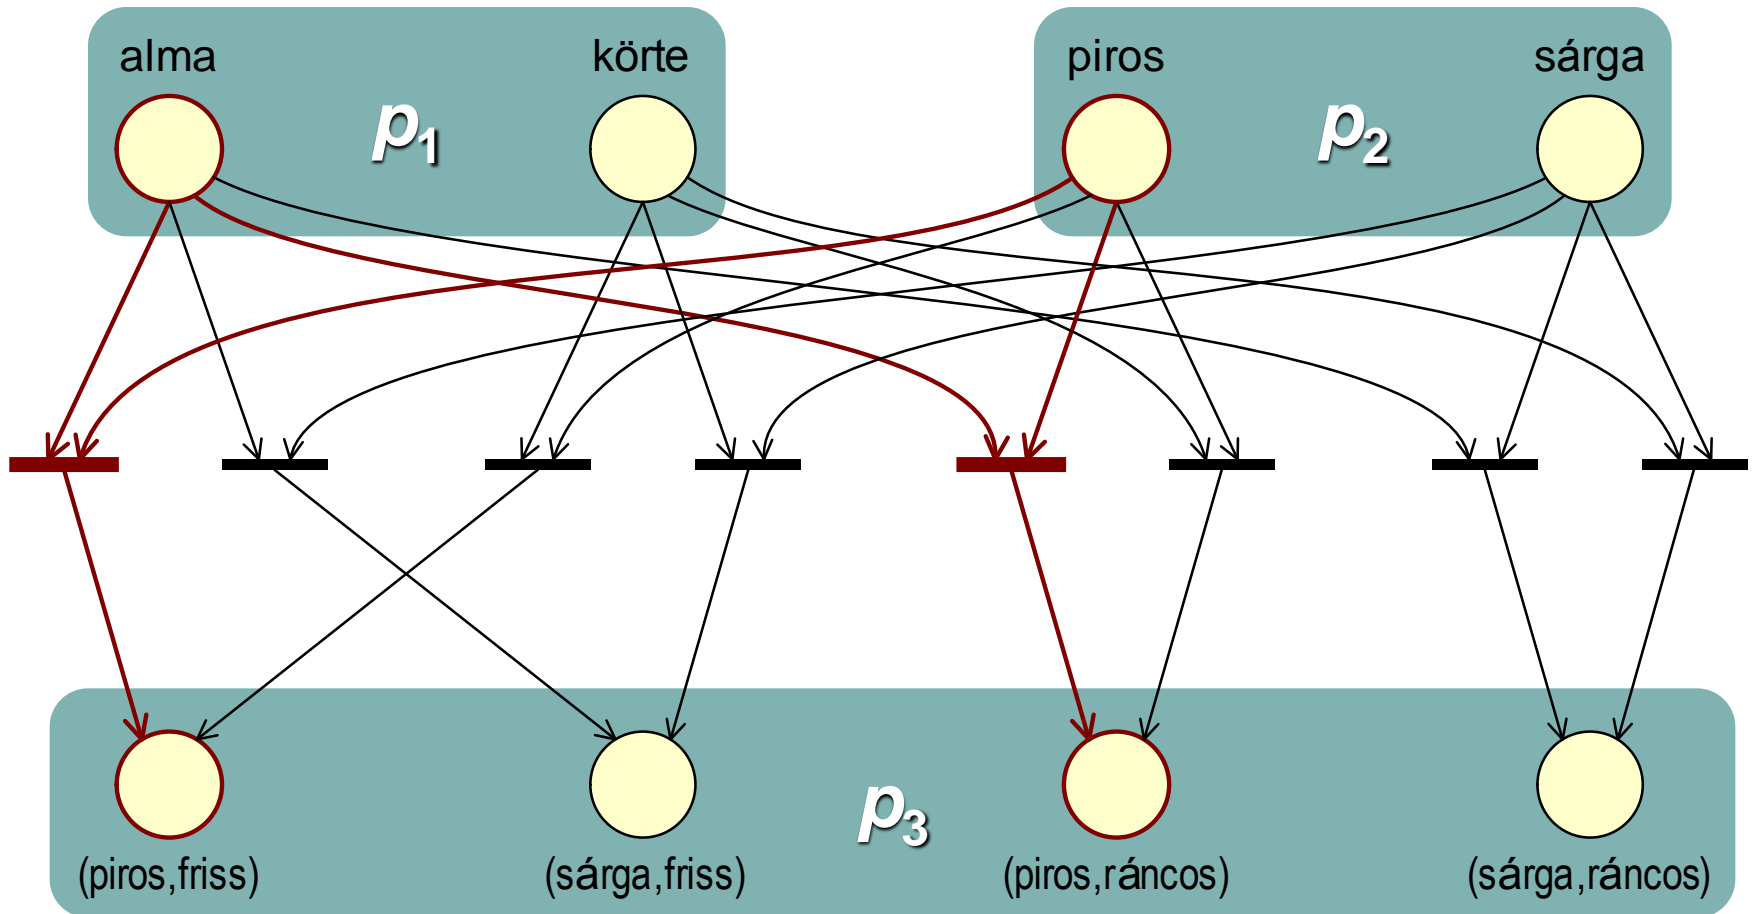 alma körte piros sárga
p1 p2
p3
(piros,friss) (sárga,friss) (piros,ráncos) (sárga,ráncos)